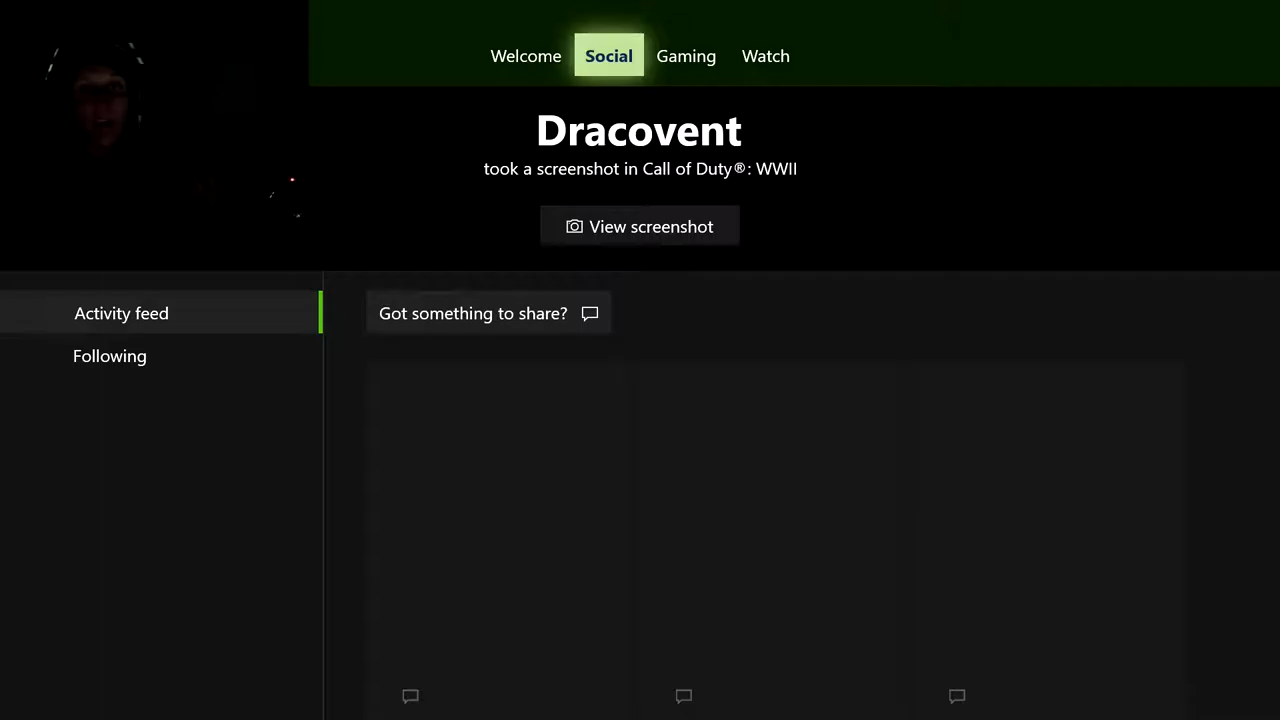 Welcome
Social
Gaming
Watch
Dracovent
took a screenshot in Call of Duty®: WWII
View screenshot
Activity feed
Following
Got something to share?